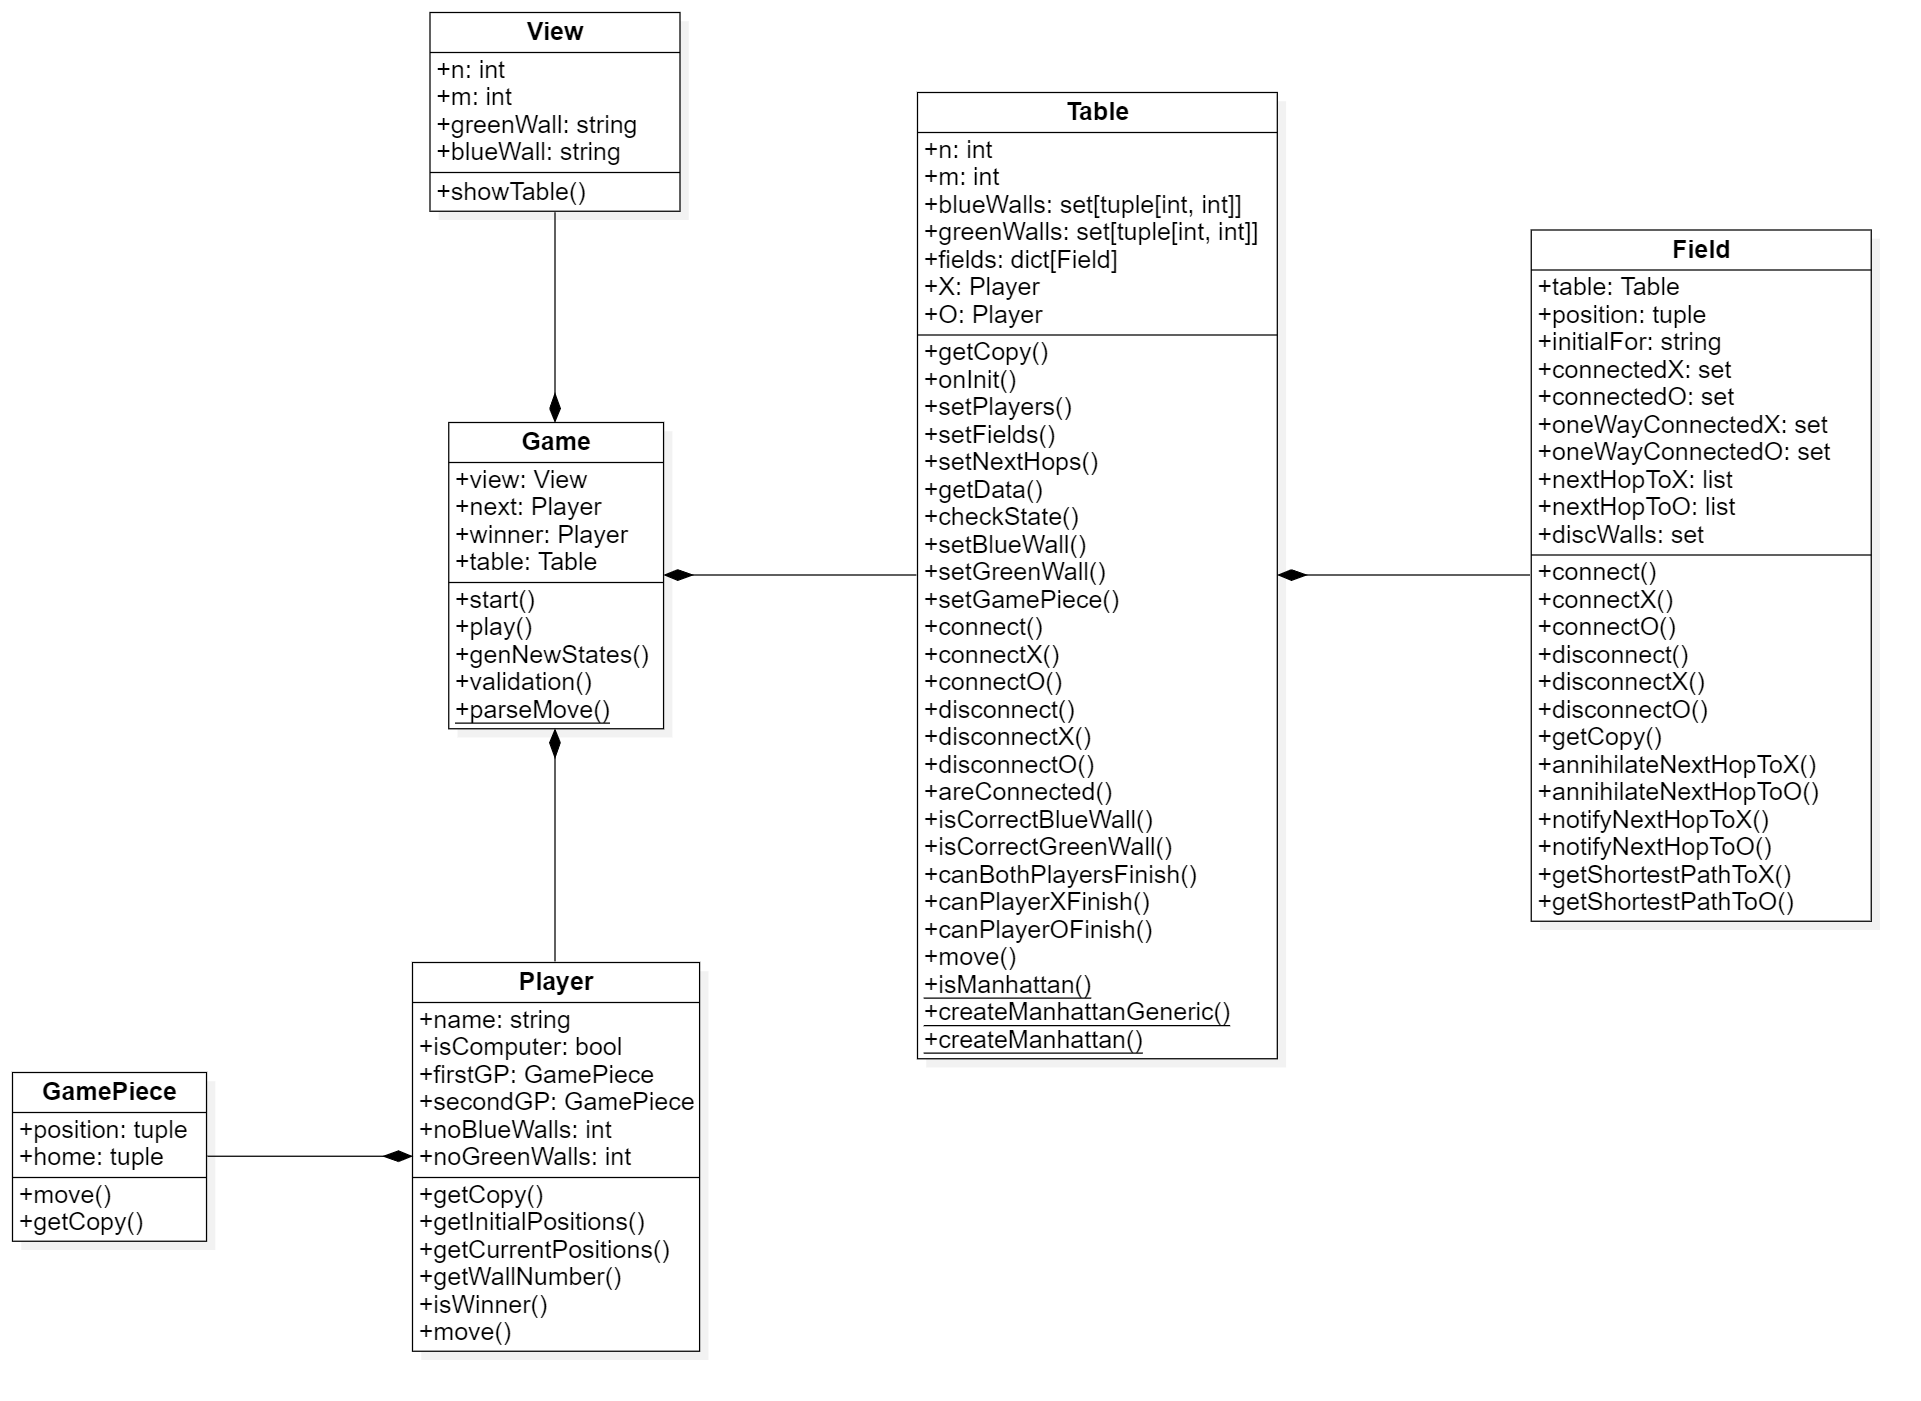 View
+n: int
+m: int
+greenWall: string
+blueWall: string
+showTable()
Game
+view: View
+next: Player
+winner: Player
+table: Table
+start()
+play()
+genNewStates()
+validation()
+parseMove()
Player
+name: string
+isComputer: bool
+firstGP: GamePiece
+secondGP: GamePiece
+noBlueWalls: int
+noGreenWalls: int
+getCopy()
+getInitialPositions()
+getCurrentPositions()
+getWallNumber()
+isWinner()
+move()
GamePiece
+position: tuple
+home: tuple
+move()
+getCopy()
Table
+n: int
+m: int
+blueWalls: set[tuple[int, int]]
+greenWalls: set[tuple[int, int]]
+fields: dict[Field]
+X: Player
+O: Player
+getCopy()
+onInit()
+setPlayers()
+setFields()
+setNextHops()
+getData()
+checkState()
+setBlueWall()
+setGreenWall()
+setGamePiece()
+connect()
+connectX()
+connectO()
+disconnect()
+disconnectX()
+disconnectO()
+areConnected()
+isCorrectBlueWall()
+isCorrectGreenWall()
+canBothPlayersFinish()
+canPlayerXFinish()
+canPlayerOFinish()
+move()
+isManhattan()
+createManhattanGeneric()
+createManhattan()
Field
+table: Table
+position: tuple
+initialFor: string
+connectedX: set
+connectedO: set
+oneWayConnectedX: set
+oneWayConnectedO: set
+nextHopToX: list
+nextHopToO: list
+discWalls: set
+connect()
+connectX()
+connectO()
+disconnect()
+disconnectX()
+disconnectO()
+getCopy()
+annihilateNextHopToX()
+annihilateNextHopToO()
+notifyNextHopToX()
+notifyNextHopToO()
+getShortestPathToX()
+getShortestPathToO()